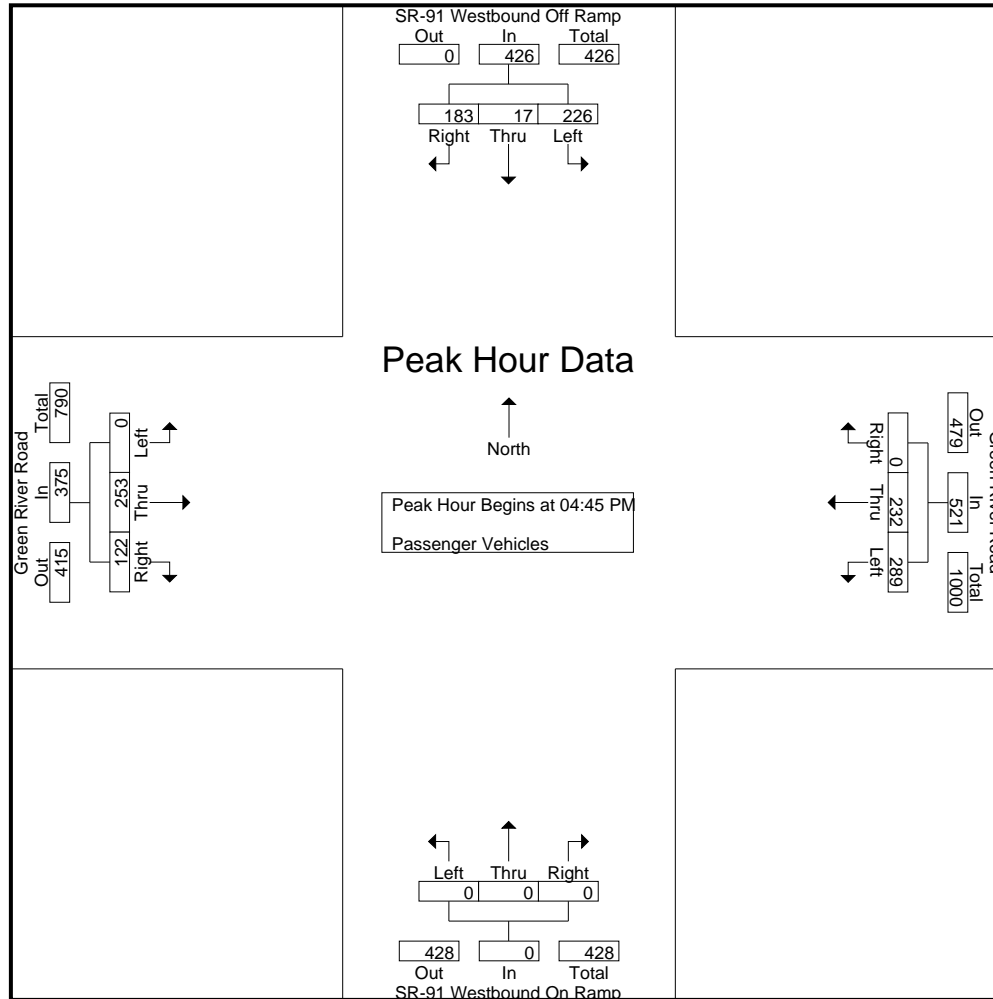 SR-91 Westbound Off Ramp
Out In Total
0 426 426
183 17 226
Right Thru Left
Peak Hour Data
North
Peak Hour Begins at 04:45 PM
Passenger Vehicles
Green River Road
Out In Total
415 375 790
122 253 0
Right Thru Left
Green River Road
Out In Total
479 521 1000
0 232 289
Right Thru Left
Left Thru Right
0 0 0
428 0 428
Out In Total
SR-91 Westbound On Ramp